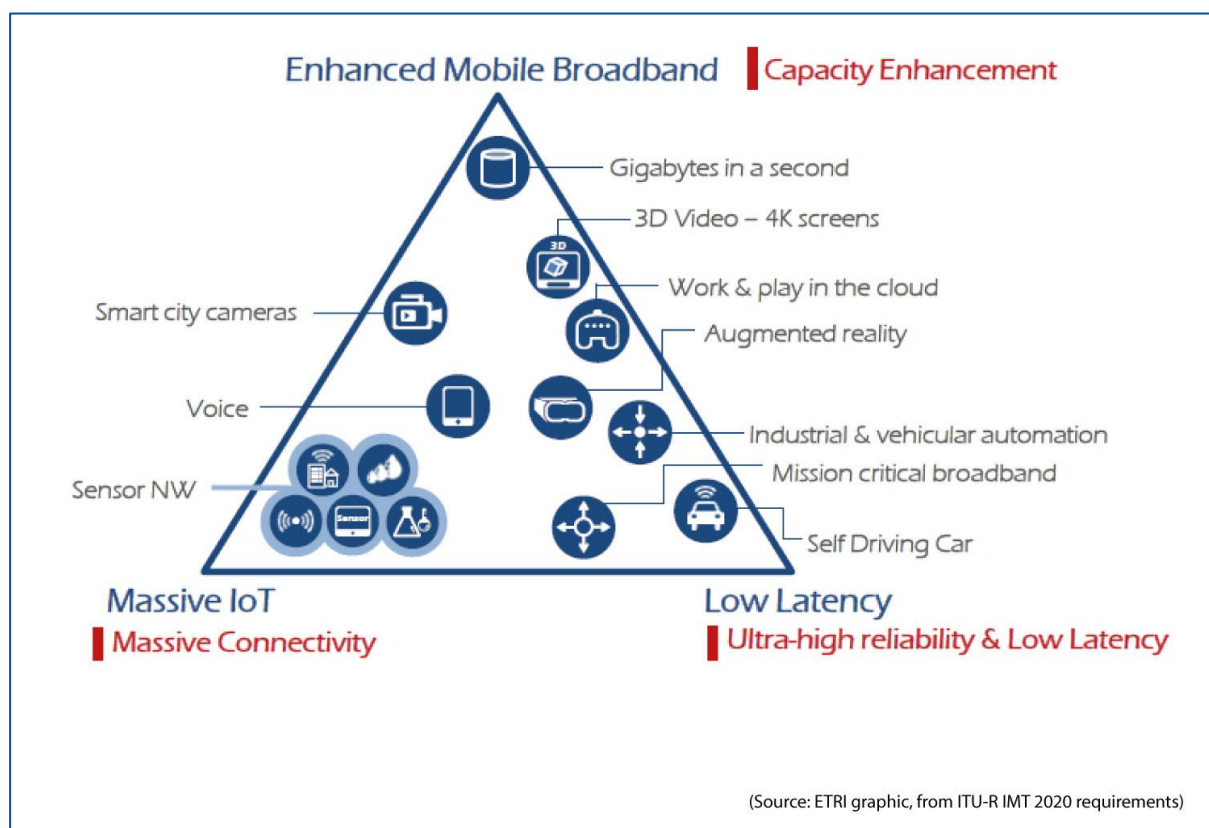 Enhanced Mobile Broadband
Capacity Enhancement
Gigabytes in a second
3D Video – 4K screens
3D
Work & play in the cloud
Smart city cameras
Augmented reality
Voice
Industrial & vehicular automation
Mission critical broadband
Sensor NW
Sensor
Self Driving Car
Massive IoT
Low Latency
Massive Connectivity
Ultra-high reliability & Low Latency
(Source: ETRI graphic, from ITU-R IMT 2020 requirements)